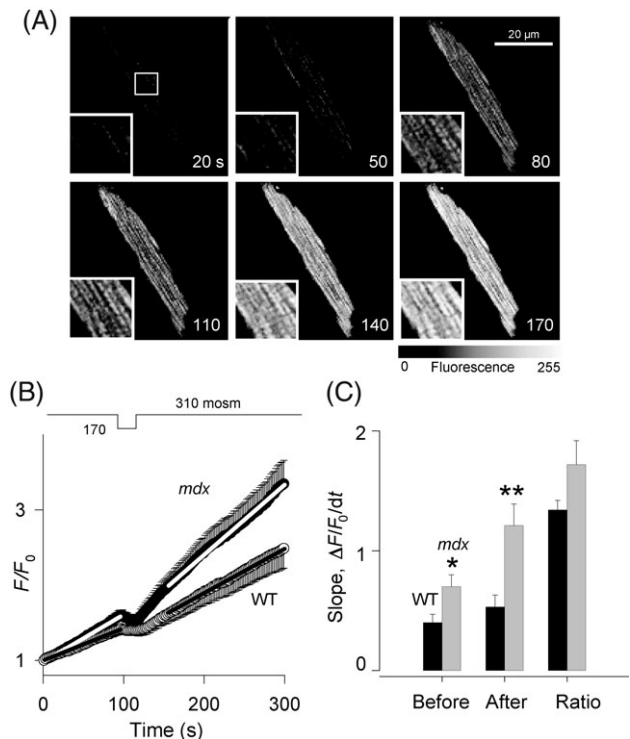 (A)
20 µm
20 s
50
80
110
140
170
0 Fluorescence 255
(B)
310 mosm
170
mdx
3
F/F0
WT
1
0 100 200 300
Time (s)
(C)
2
**
Slope, ΔF/F0/dt
mdx
1
*
WT
0
Before After Ratio